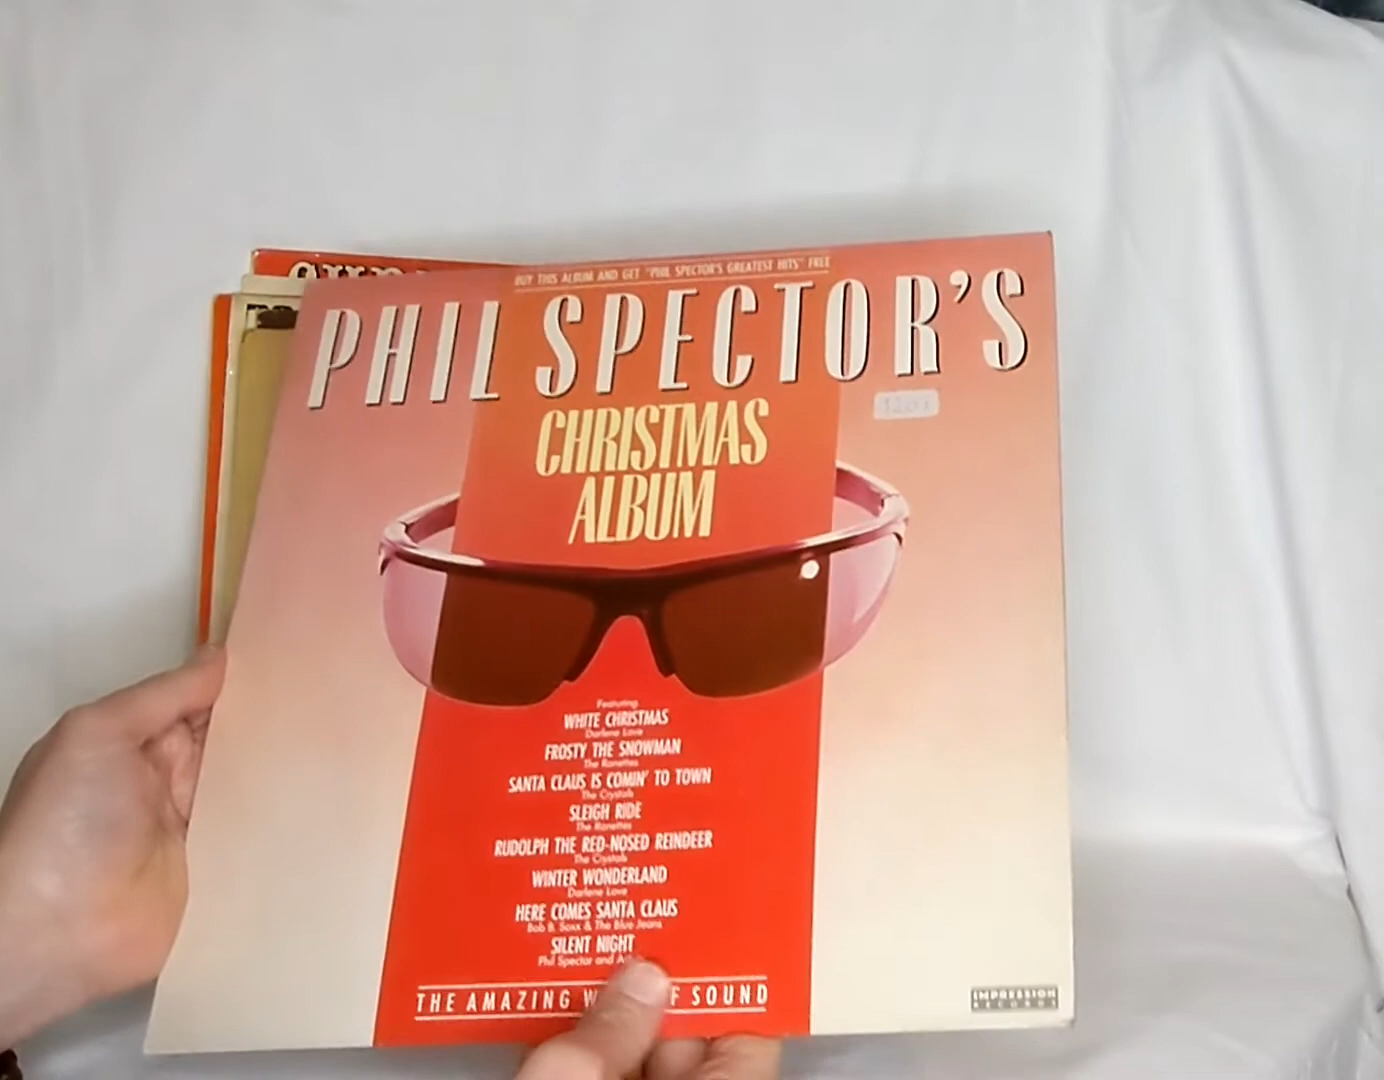 BUY THIS ALBUM AND GET "PHIL SPECTOR'S GREATEST HITS" FREE
PHIL SPECTOR'S
CHRISTMAS
ALBUM
Featuring
WHITE CHRISTMAS
Darlene Love
FROSTY THE SNOWMAN
The Ronettes
SANTA CLAUS IS COMIN' TO TOWN
The Crystals
SLEIGH RIDE
The Ronettes
RUDOLPH THE RED-NOSED REINDEER
The Crystals
WINTER WONDERLAND
Darlene Love
HERE COMES SANTA CLAUS
Bob B. Soxx & The Blue Jeans
SILENT NIGHT
Phil Spector and
THE AMAZING W F SOUND
IMPRESSION
RECORDS